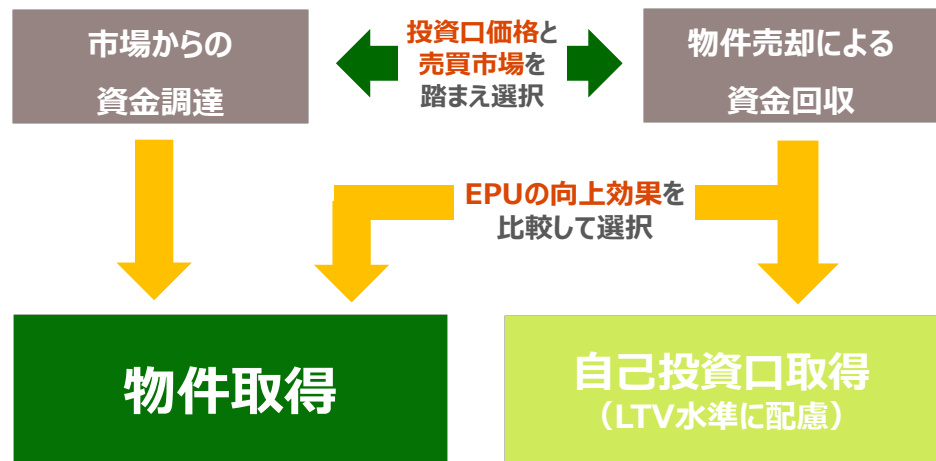 市場からの
資金調達
投資口価格と
売買市場を
踏まえ選択
物件売却による
資金回収
EPUの向上効果を
比較して選択
物件取得
自己投資口取得
（LTV水準に配慮）